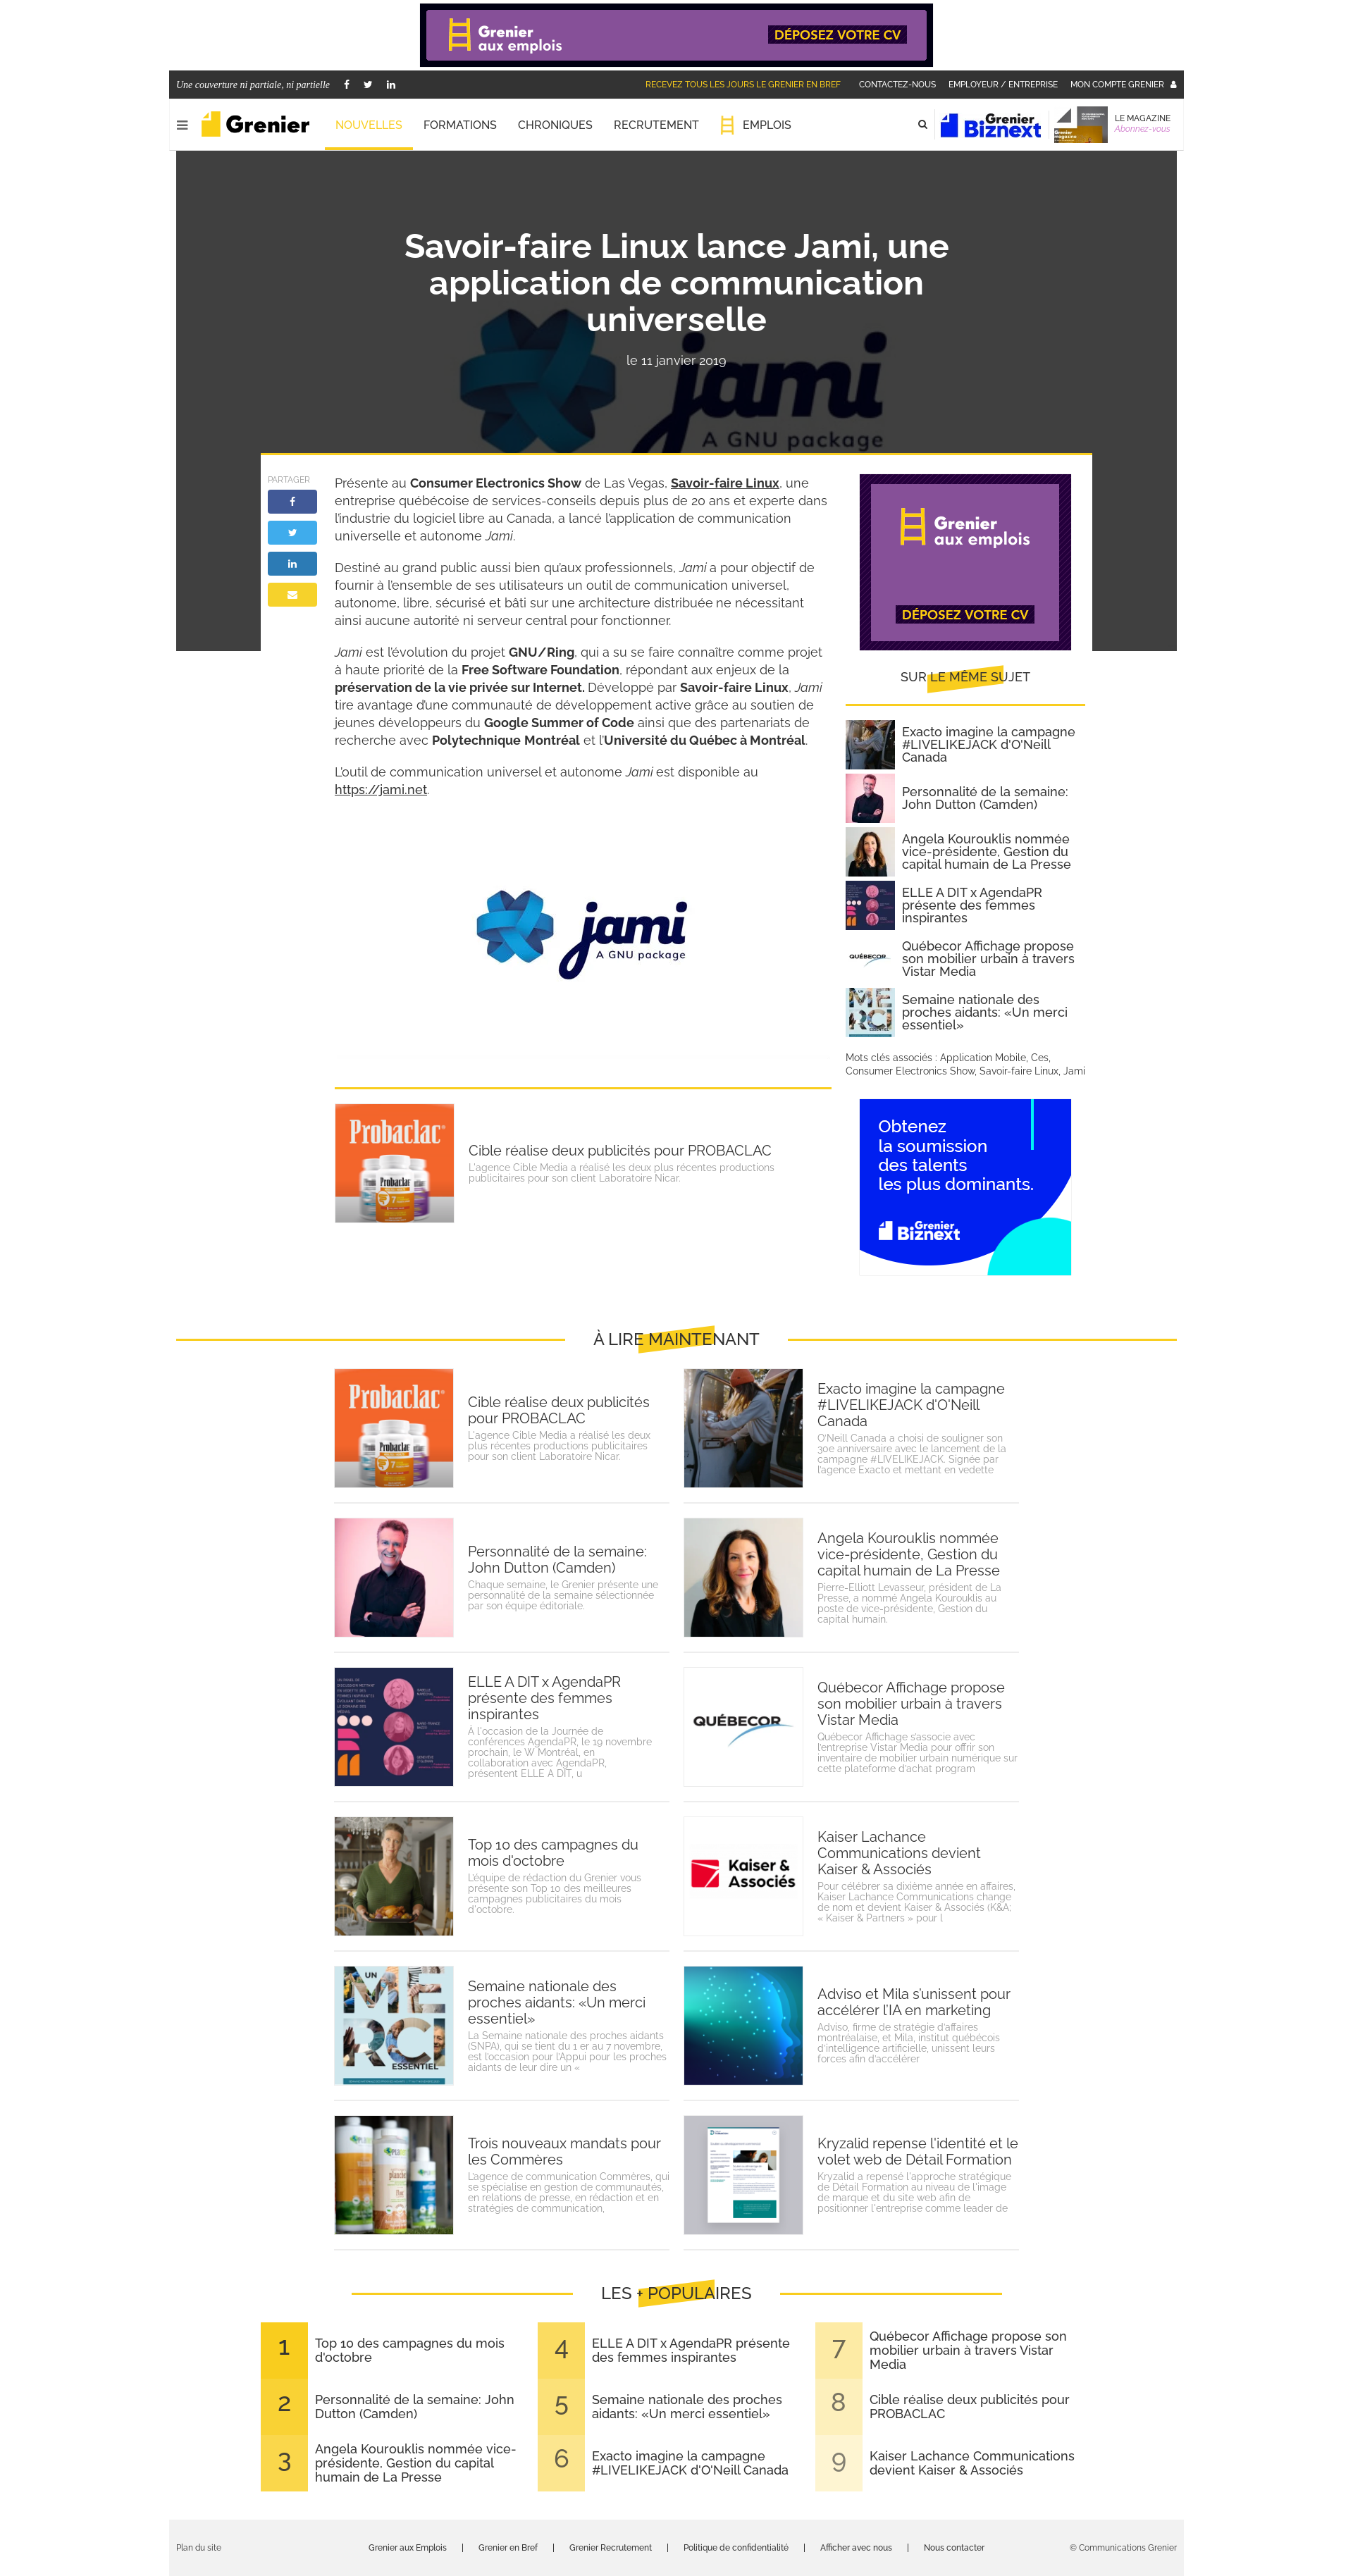 Grenier
aux emplois
DÉPOSEZ VOTRE CV
Une couverture ni partiale, ni partielle
RECEVEZ TOUS LES JOURS LE GRENIER EN BREF
CONTACTEZ-NOUS
EMPLOYEUR / ENTREPRISE
MON COMPTE GRENIER
Grenier
NOUVELLES
FORMATIONS
CHRONIQUES
RECRUTEMENT
EMPLOIS
Grenier
Biznext
LE MAGAZINE
Abonnez-vous
Savoir-faire Linux lance Jami, une
application de communication
universelle
le 11 janvier 2019
jami
A GNU package
PARTAGER
Présente au Consumer Electronics Show de Las Vegas, Savoir-faire Linux, une
entreprise québécoise de services-conseils depuis plus de 20 ans et experte dans
l'industrie du logiciel libre au Canada, a lancé l'application de communication
universelle et autonome Jami.
Destiné au grand public aussi bien qu'aux professionnels, Jami a pour objectif de
fournir à l'ensemble de ses utilisateurs un outil de communication universel,
autonome, libre, sécurisé et bâti sur une architecture distribuée ne nécessitant
ainsi aucune autorité ni serveur central pour fonctionner.
Jami est l'évolution du projet GNU/Ring, qui a su se faire connaître comme projet
à haute priorité de la Free Software Foundation, répondant aux enjeux de la
préservation de la vie privée sur Internet. Développé par Savoir-faire Linux, Jami
tire avantage d'une communauté de développement active grâce au soutien de
jeunes développeurs du Google Summer of Code ainsi que des partenariats de
recherche avec Polytechnique Montréal et l'Université du Québec à Montréal.
L'outil de communication universel et autonome Jami est disponible au
https://jami.net.
jami
A GNU package
Grenier
aux emplois
DÉPOSEZ VOTRE CV
SUR LE MÊME SUJET
Exacto imagine la campagne
#LIVELIKEJACK d'O'Neill
Canada
Personnalité de la semaine:
John Dutton (Camden)
Angela Kourouklis nommée
vice-présidente, Gestion du
capital humain de La Presse
ELLE A DIT x AgendaPR
présente des femmes
inspirantes
QUÉBECOR
Québecor Affichage propose
son mobilier urbain à travers
Vistar Media
UN
MERCI
ESSENTIEL
Semaine nationale des
proches aidants: «Un merci
essentiel»
Mots clés associés : Application Mobile, Ces,
Consumer Electronics Show, Savoir-faire Linux, Jami
Probaclac
Cible réalise deux publicités pour PROBACLAC
L'agence Cible Media a réalisé les deux plus récentes productions
publicitaires pour son client Laboratoire Nicar.
Obtenez
la soumission
des talents
les plus dominants.
Grenier
Biznext
À LIRE MAINTENANT
Probaclac
Cible réalise deux publicités
pour PROBACLAC
L'agence Cible Media a réalisé les deux
plus récentes productions publicitaires
pour son client Laboratoire Nicar.
Exacto imagine la campagne
#LIVELIKEJACK d'O'Neill
Canada
O'Neill Canada a choisi de souligner son
30e anniversaire avec le lancement de la
campagne #LIVELIKEJACK. Signée par
l'agence Exacto et mettant en vedette
Personnalité de la semaine:
John Dutton (Camden)
Chaque semaine, le Grenier présente une
personnalité de la semaine sélectionnée
par son équipe éditoriale.
Angela Kourouklis nommée
vice-présidente, Gestion du
capital humain de La Presse
Pierre-Elliott Levasseur, président de La
Presse, a nommé Angela Kourouklis au
poste de vice-présidente, Gestion du
capital humain.
ELLE A DIT x AgendaPR
présente des femmes
inspirantes
À l'occasion de la Journée de
conférences AgendaPR, le 19 novembre
prochain, le W Montréal, en
collaboration avec AgendaPR,
présentent ELLE A DIT, u
QUÉBECOR
Québecor Affichage propose
son mobilier urbain à travers
Vistar Media
Québecor Affichage s'associe avec
l'entreprise Vistar Media pour offrir son
inventaire de mobilier urbain numérique sur
cette plateforme d'achat program
Top 10 des campagnes du
mois d'octobre
L'équipe de rédaction du Grenier vous
présente son Top 10 des meilleures
campagnes publicitaires du mois
d'octobre.
Kaiser &
Associés
Kaiser Lachance
Communications devient
Kaiser & Associés
Pour célébrer sa dixième année en affaires,
Kaiser Lachance Communications change
de nom et devient Kaiser & Associés (K&A;
« Kaiser & Partners » pour l
UN
MERCI
ESSENTIEL
Semaine nationale des
proches aidants: «Un merci
essentiel»
La Semaine nationale des proches aidants
(SNPA), qui se tient du 1 er au 7 novembre,
est l'occasion pour l'Appui pour les proches
aidants de leur dire un «
Adviso et Mila s'unissent pour
accélérer l'IA en marketing
Adviso, firme de stratégie d'affaires
montréalaise, et Mila, institut québécois
d'intelligence artificielle, unissent leurs
forces afin d'accélérer
Trois nouveaux mandats pour
les Commères
L'agence de communication Commères, qui
se spécialise en gestion de communautés,
en relations de presse, en rédaction et en
stratégies de communication,
Kryzalid repense l'identité et le
volet web de Détail Formation
Kryzalid a repensé l'approche stratégique
de Détail Formation au niveau de l'image
de marque et du site web afin de
positionner l'entreprise comme leader de
LES + POPULAIRES
1
Top 10 des campagnes du mois
d'octobre
2
Personnalité de la semaine: John
Dutton (Camden)
3
Angela Kourouklis nommée vice-
présidente, Gestion du capital
humain de La Presse
4
ELLE A DIT x AgendaPR présente
des femmes inspirantes
5
Semaine nationale des proches
aidants: «Un merci essentiel»
6
Exacto imagine la campagne
#LIVELIKEJACK d'O'Neill Canada
7
Québecor Affichage propose son
mobilier urbain à travers Vistar
Media
8
Cible réalise deux publicités pour
PROBACLAC
9
Kaiser Lachance Communications
devient Kaiser & Associés
Plan du site
Grenier aux Emplois | Grenier en Bref | Grenier Recrutement | Politique de confidentialité | Afficher avec nous | Nous contacter
© Communications Grenier